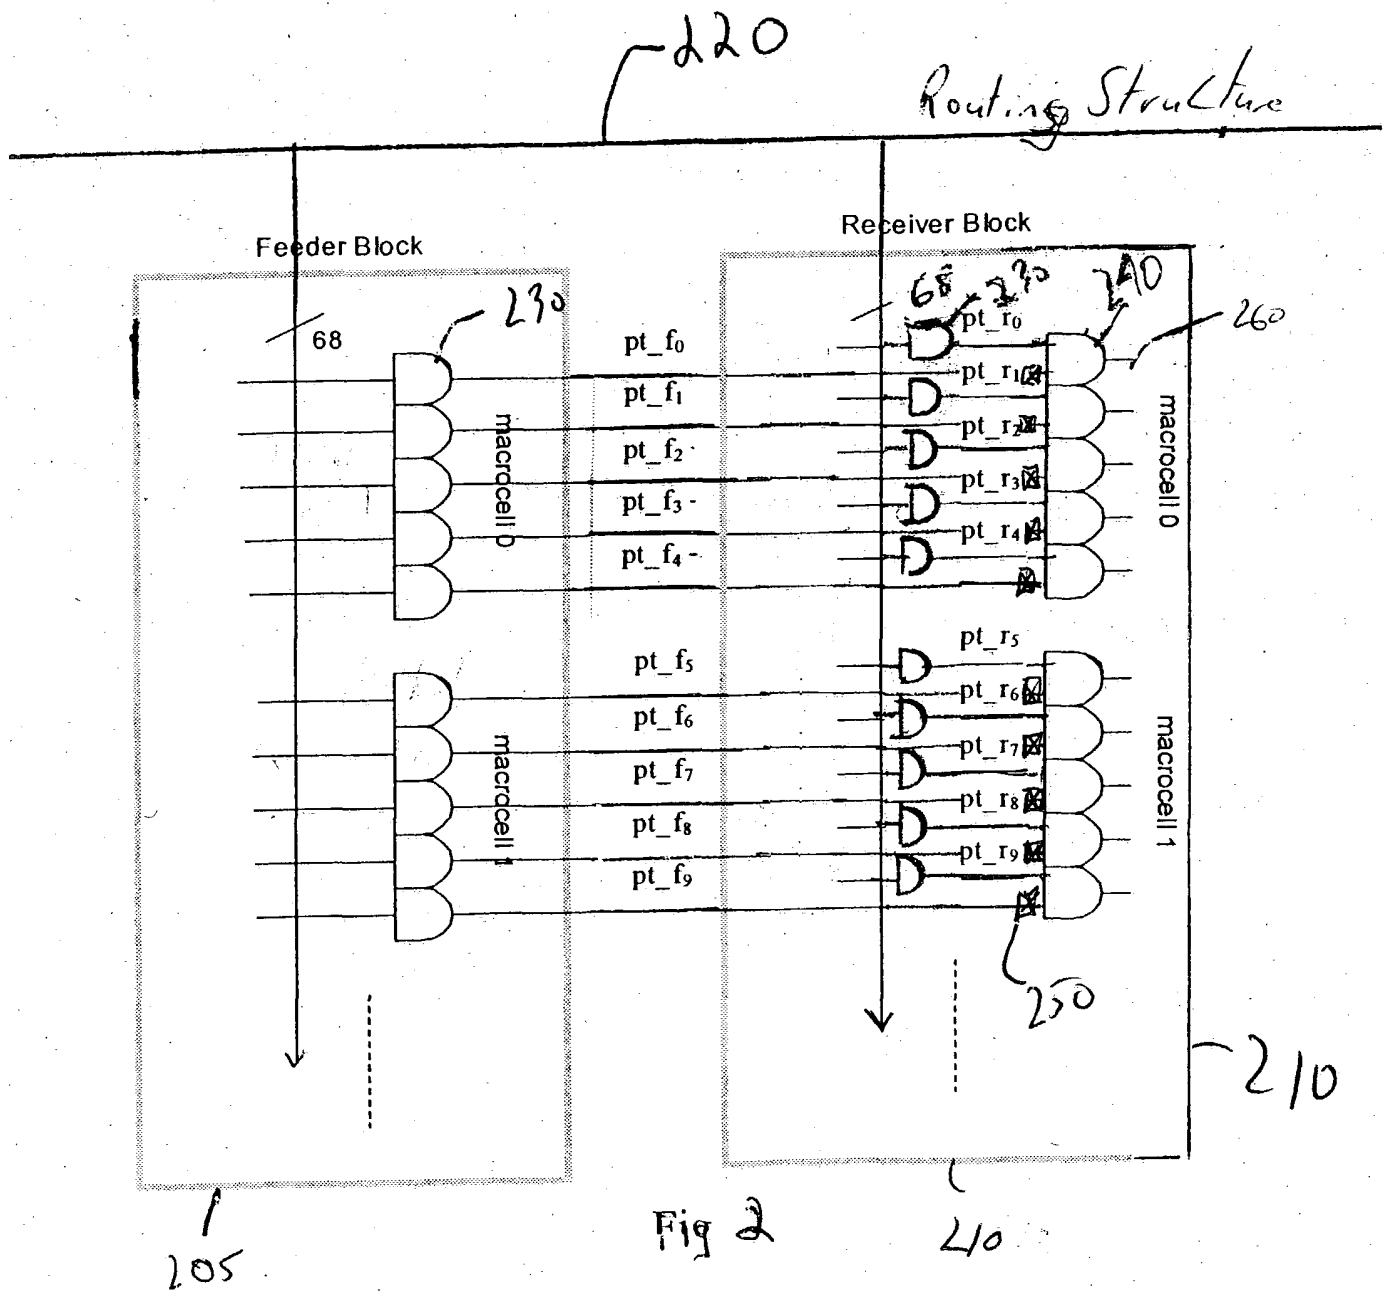 220
Routing Structure
Receiver Block
Feeder Block
68
230
240
230
pt_r0
260
68
pt_f0
pt_r1
pt_f1
pt_r2
pt_f2
pt_r3
pt_f3
pt_r4
pt_f4
macrocell 0
macrocell 0
pt_r5
pt_f5
pt_r6
pt_f6
pt_r7
pt_f7
pt_r8
pt_f8
pt_r9
pt_f9
macrocell 1
macrocell 1
250
210
Fig 2
210
205